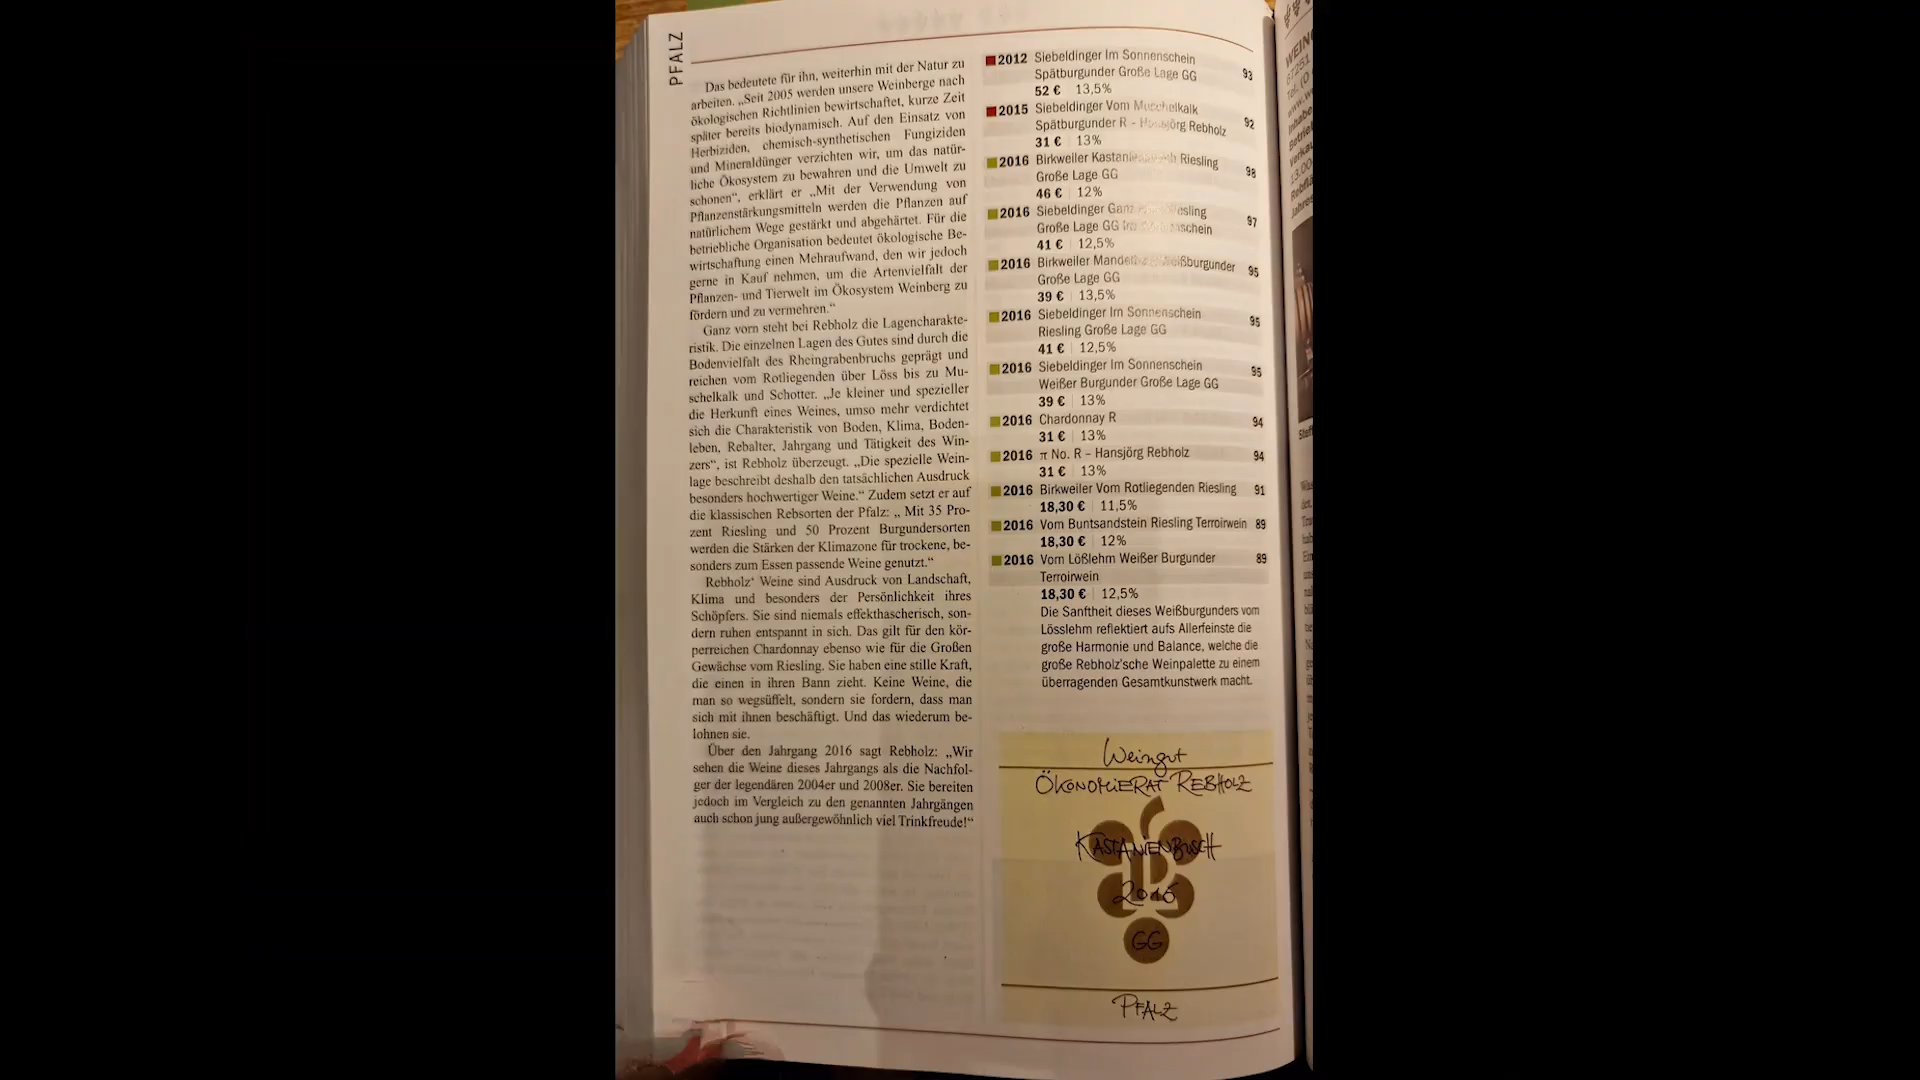 PFALZ
Das bedeutete für ihn, weiterhin mit der Natur zu
arbeiten. „Seit 2005 werden unsere Weinberge nach
ökologischen Richtlinien bewirtschaftet, kurze Zeit
später bereits biodynamisch. Auf den Einsatz von
Herbiziden, chemisch-synthetischen Fungiziden
und Mineraldünger verzichten wir, um das natür-
liche Ökosystem zu bewahren und die Umwelt zu
schonen“, erklärt er „Mit der Verwendung von
Pflanzenstärkungsmitteln werden die Pflanzen auf
natürlichem Wege gestärkt und abgehärtet. Für die
betriebliche Organisation bedeutet ökologische Be-
wirtschaftung einen Mehraufwand, den wir jedoch
gerne in Kauf nehmen, um die Artenvielfalt der
Pflanzen- und Tierwelt im Ökosystem Weinberg zu
fördern und zu vermehren.“
Ganz vorn steht bei Rebholz die Lagencharakte-
ristik. Die einzelnen Lagen des Gutes sind durch die
Bodenvielfalt des Rheingrabenbruchs geprägt und
reichen vom Rotliegenden über Löss bis zu Mu-
schelkalk und Schotter. „Je kleiner und spezieller
die Herkunft eines Weines, umso mehr verdichtet
sich die Charakteristik von Boden, Klima, Boden-
leben, Rebalter, Jahrgang und Tätigkeit des Win-
zers“, ist Rebholz überzeugt. „Die spezielle Wein-
lage beschreibt deshalb den tatsächlichen Ausdruck
besonders hochwertiger Weine.“ Zudem setzt er auf
die klassischen Rebsorten der Pfalz: „ Mit 35 Pro-
zent Riesling und 50 Prozent Burgundersorten
werden die Stärken der Klimazone für trockene, be-
sonders zum Essen passende Weine genutzt.“
Rebholz‘ Weine sind Ausdruck von Landschaft,
Klima und besonders der Persönlichkeit ihres
Schöpfers. Sie sind niemals effekthascherisch, son-
dern ruhen entspannt in sich. Das gilt für den kör-
perreichen Chardonnay ebenso wie für die Großen
Gewächse vom Riesling. Sie haben eine stille Kraft,
die einen in ihren Bann zieht. Keine Weine, die
man so wegsüffelt, sondern sie fordern, dass man
sich mit ihnen beschäftigt. Und das wiederum be-
lohnen sie.
Über den Jahrgang 2016 sagt Rebholz: „Wir
sehen die Weine dieses Jahrgangs als die Nachfol-
ger der legendären 2004er und 2008er. Sie bereiten
jedoch im Vergleich zu den genannten Jahrgängen
auch schon jung außergewöhnlich viel Trinkfreude!“
2012 Siebeldinger Im Sonnenschein
Spätburgunder Große Lage GG 93
52 € | 13,5%
2015 Siebeldinger Vom Muschelkalk
Spätburgunder R – Hansjörg Rebholz 92
31 € | 13%
2016 Birkweiler Riesling
Große Lage GG 98
46 € | 12%
2016 Siebeldinger Riesling
Große Lage GG 97
41 € | 12,5%
2016 Birkweiler Weißburgunder 95
Große Lage GG
39 € | 13,5%
2016 Siebeldinger Im Sonnenschein 95
Riesling Große Lage GG
41 € | 12,5%
2016 Siebeldinger Im Sonnenschein 95
Weißer Burgunder Große Lage GG
39 € | 13%
2016 Chardonnay R 94
31 € | 13%
2016 π No. R – Hansjörg Rebholz 94
31 € | 13%
2016 Birkweiler Vom Rotliegenden Riesling 91
18,30 € | 11,5%
2016 Vom Buntsandstein Riesling Terroirwein 89
18,30 € | 12%
2016 Vom Lößlehm Weißer Burgunder 89
Terroirwein
18,30 € | 12,5%
Die Sanftheit dieses Weißburgunders vom
Lösslehm reflektiert aufs Allerfeinste die
große Harmonie und Balance, welche die
große Rebholz’sche Weinpalette zu einem
überragenden Gesamtkunstwerk macht.
Weingut
ÖKONOMIERAT REBHOLZ
KASTANIENBUSCH
GG
PFALZ